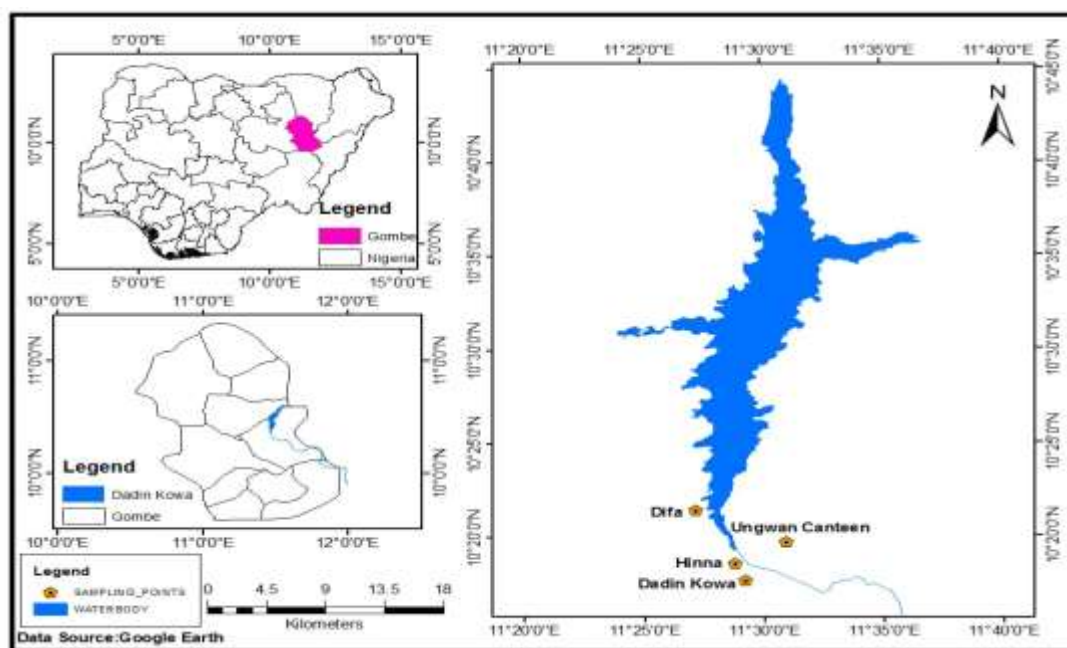 5°0'0"E 10°0'0"E 15°0'0"E
10°0'0"N 10°0'0"N
5°0'0"N 5°0'0"N
Legend
Gombe
Nigeria
5°0'0"E 10°0'0"E 15°0'0"E
10°0'0"E 11°0'0"E 12°0'0"E
11°0'0"N 11°0'0"N
10°0'0"N 10°0'0"N
Legend
Dadin Kowa
Gombe
10°0'0"E 11°0'0"E 12°0'0"E
Legend
SAMPLING_POINTS
WATERBODY
0 2.25 4.5 9 13.5 18
Kilometers
Data Source:Google Earth
11°20'0"E 11°25'0"E 11°30'0"E 11°35'0"E 11°40'0"E
N
10°45'0"N
10°40'0"N 10°40'0"N
10°35'0"N 10°35'0"N
10°30'0"N 10°30'0"N
10°25'0"N 10°25'0"N
10°20'0"N 10°20'0"N
Difa
Ungwan Canteen
Hinna
Dadin Kowa
11°20'0"E 11°25'0"E 11°30'0"E 11°35'0"E 11°40'0"E